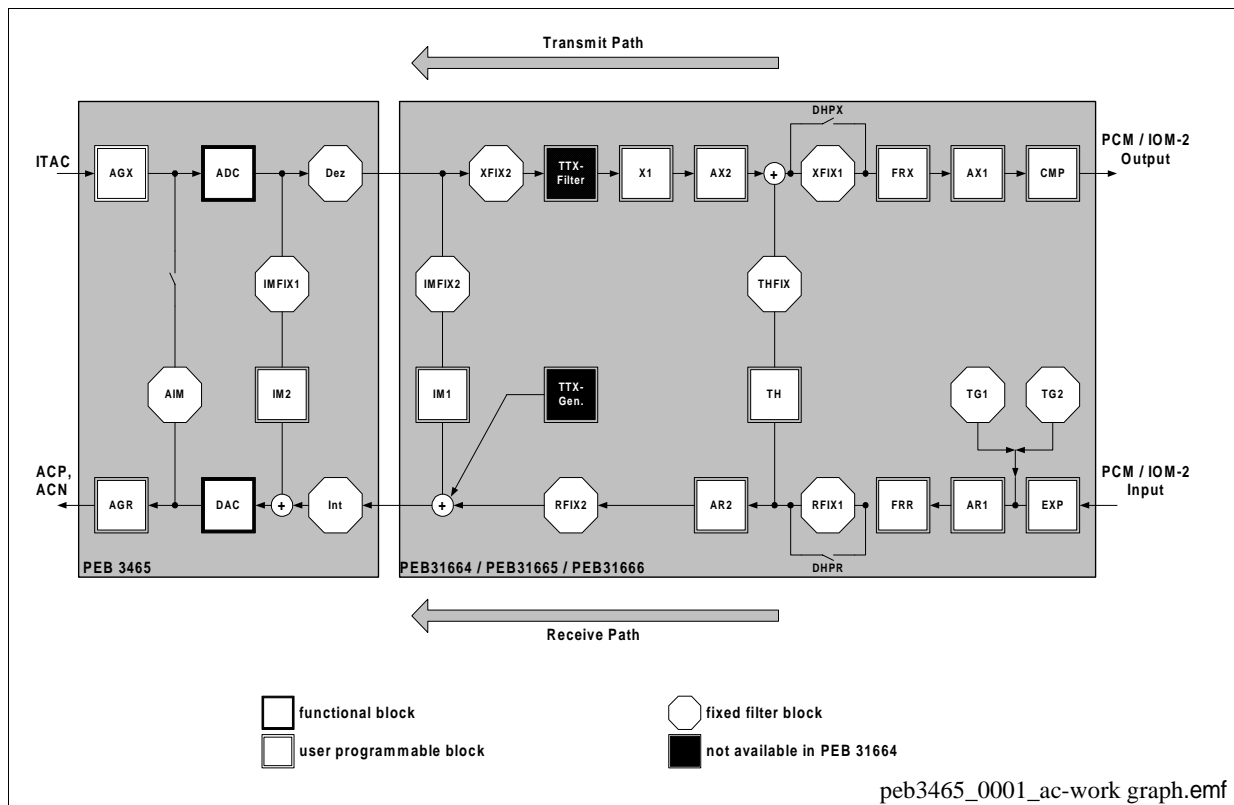 Transmit Path
DHPX
ITAC
PCM / IOM-2
Output
AGX
ADC
Dez
XFIX2
TTX-
Filter
X1
AX2
+
XFIX1
FRX
AX1
CMP
IMFIX1
IMFIX2
THFIX
AIM
IM2
IM1
TTX-
Gen.
TH
TG1
TG2
ACP,
ACN
PCM / IOM-2
Input
AGR
DAC
+
Int
+
RFIX2
AR2
RFIX1
FRR
AR1
EXP
DHPR
PEB 3465
PEB31664 / PEB31665 / PEB31666
Receive Path
functional block
fixed filter block
user programmable block
not available in PEB 31664
peb3465_0001_ac-work graph.emf